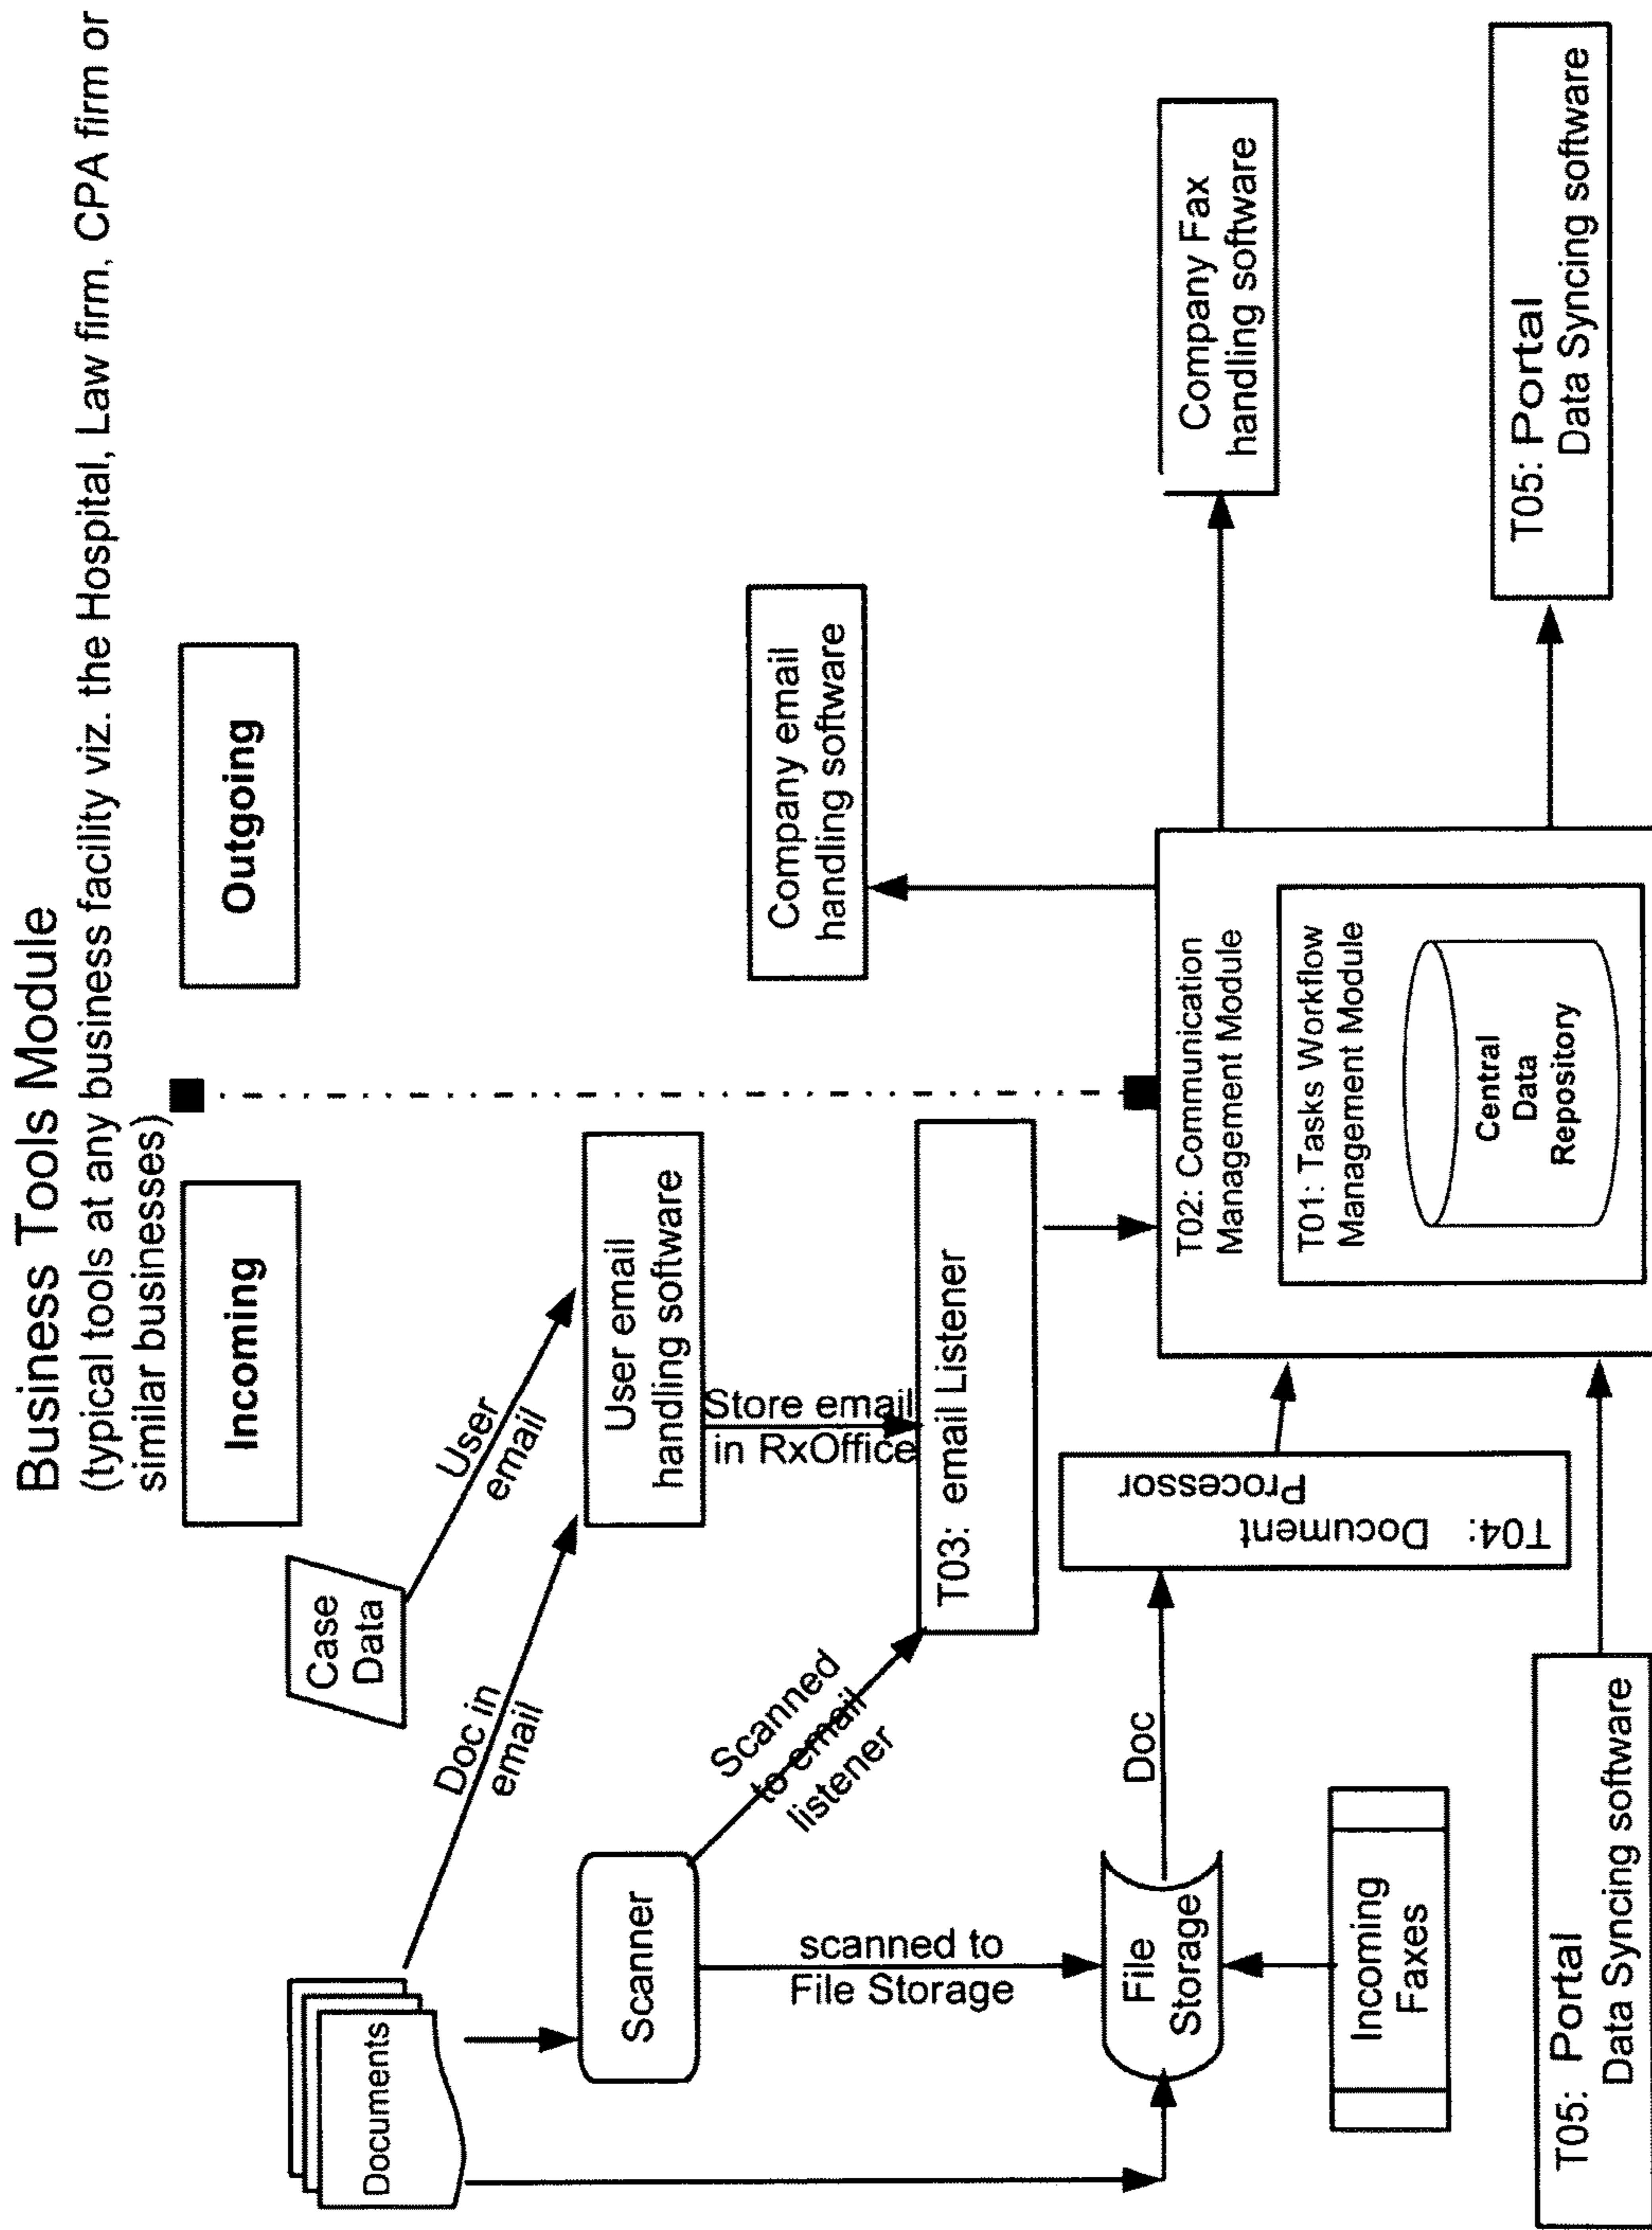 Business Tools Module
(typical tools at any business facility viz. the Hospital, Law firm, CPA firm or
similar businesses)
Incoming
Outgoing
Documents
Case
Data
Doc in
email
User
email
Scanner
User email
handling software
Company email
handling software
scanned to
File Storage
Scanned
to email
listener
Store email
in RxOffice
T03: email Listener
File
Storage
Doc
T04: Document
Processor
Incoming
Faxes
T02: Communication
Management Module
T01: Tasks Workflow
Management Module
Central
Data
Repository
Company Fax
handling software
T05: Portal
Data Syncing software
T05: Portal
Data Syncing software